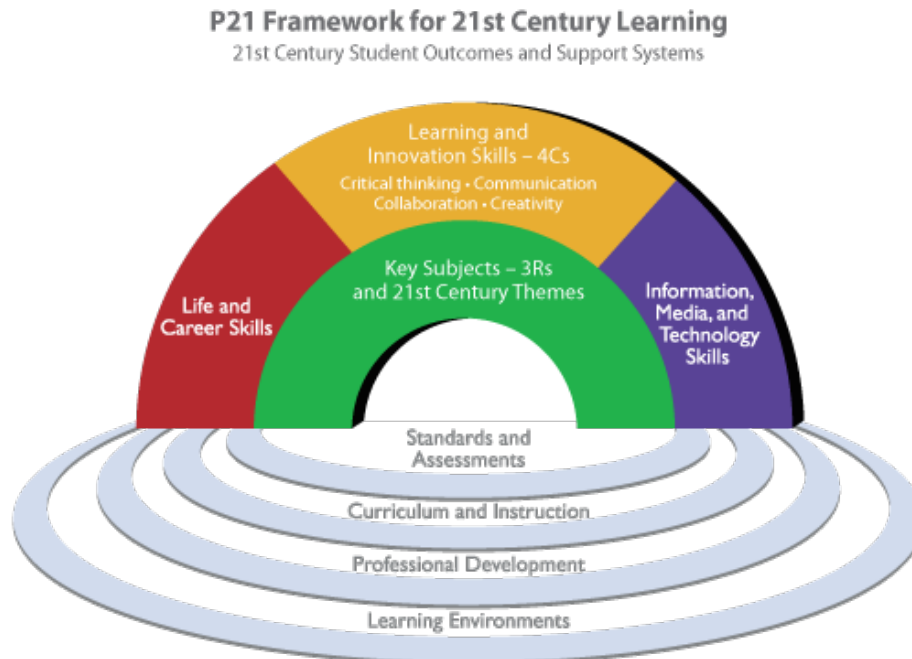 P21 Framework for 21st Century Learning
21st Century Student Outcomes and Support Systems
Learning and
Innovation Skills – 4Cs
Critical thinking • Communication
Collaboration • Creativity
Key Subjects – 3Rs
and 21st Century Themes
Life and
Career Skills
Information,
Media, and
Technology
Skills
Standards and
Assessments
Curriculum and Instruction
Professional Development
Learning Environments